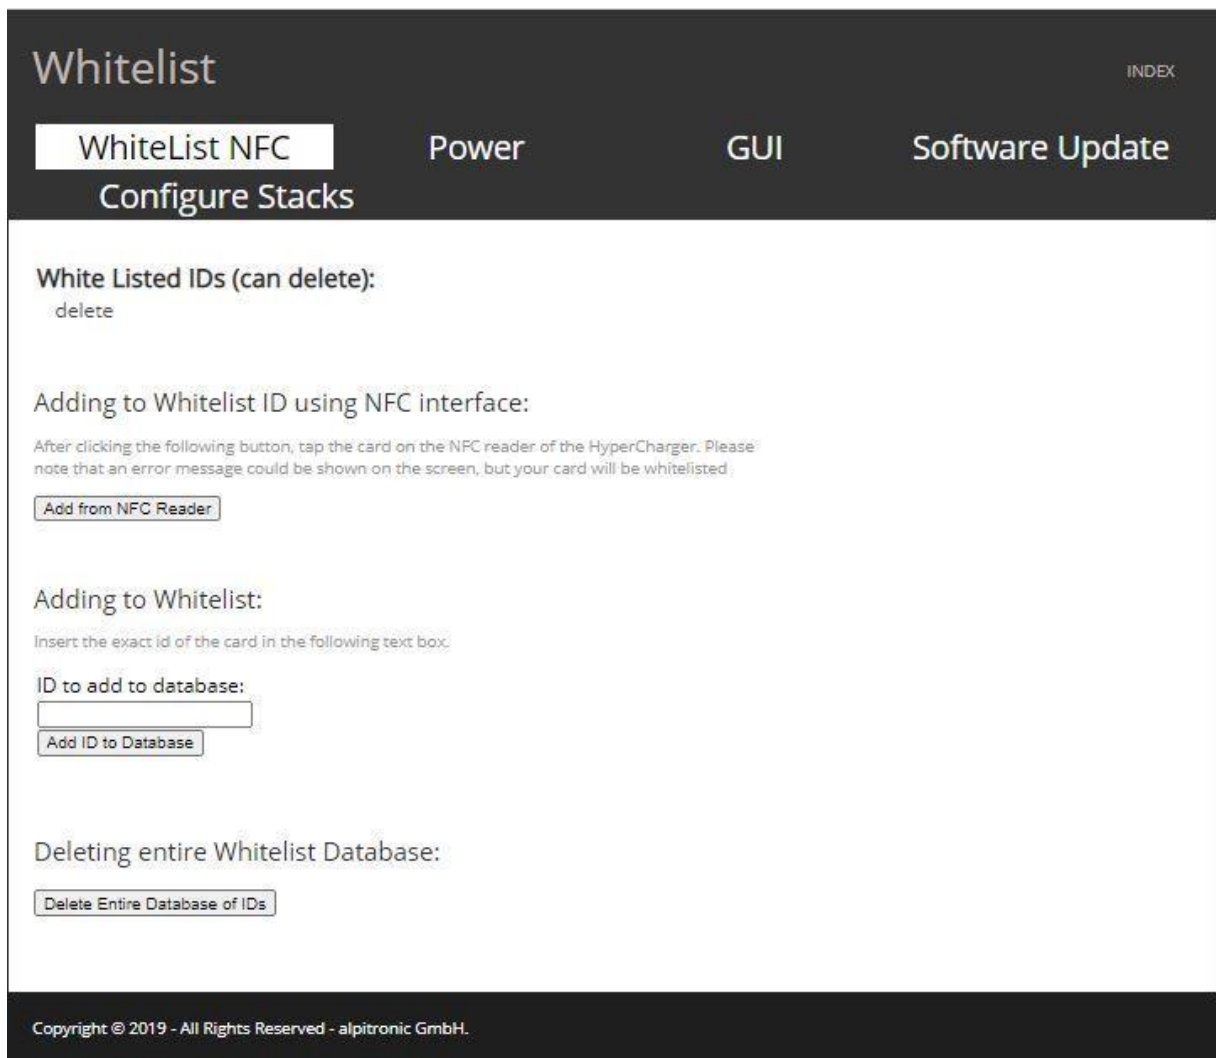 Whitelist
INDEX
WhiteList NFC Power GUI Software Update
Configure Stacks
White Listed IDs (can delete):
delete
Adding to Whitelist ID using NFC interface:
After clicking the following button, tap the card on the NFC reader of the HyperCharger. Please
note that an error message could be shown on the screen, but your card will be whitelisted
Add from NFC Reader
Adding to Whitelist:
Insert the exact id of the card in the following text box.
ID to add to database:
Add ID to Database
Deleting entire Whitelist Database:
Delete Entire Database of IDs
Copyright © 2019 - All Rights Reserved - alpitronic GmbH.